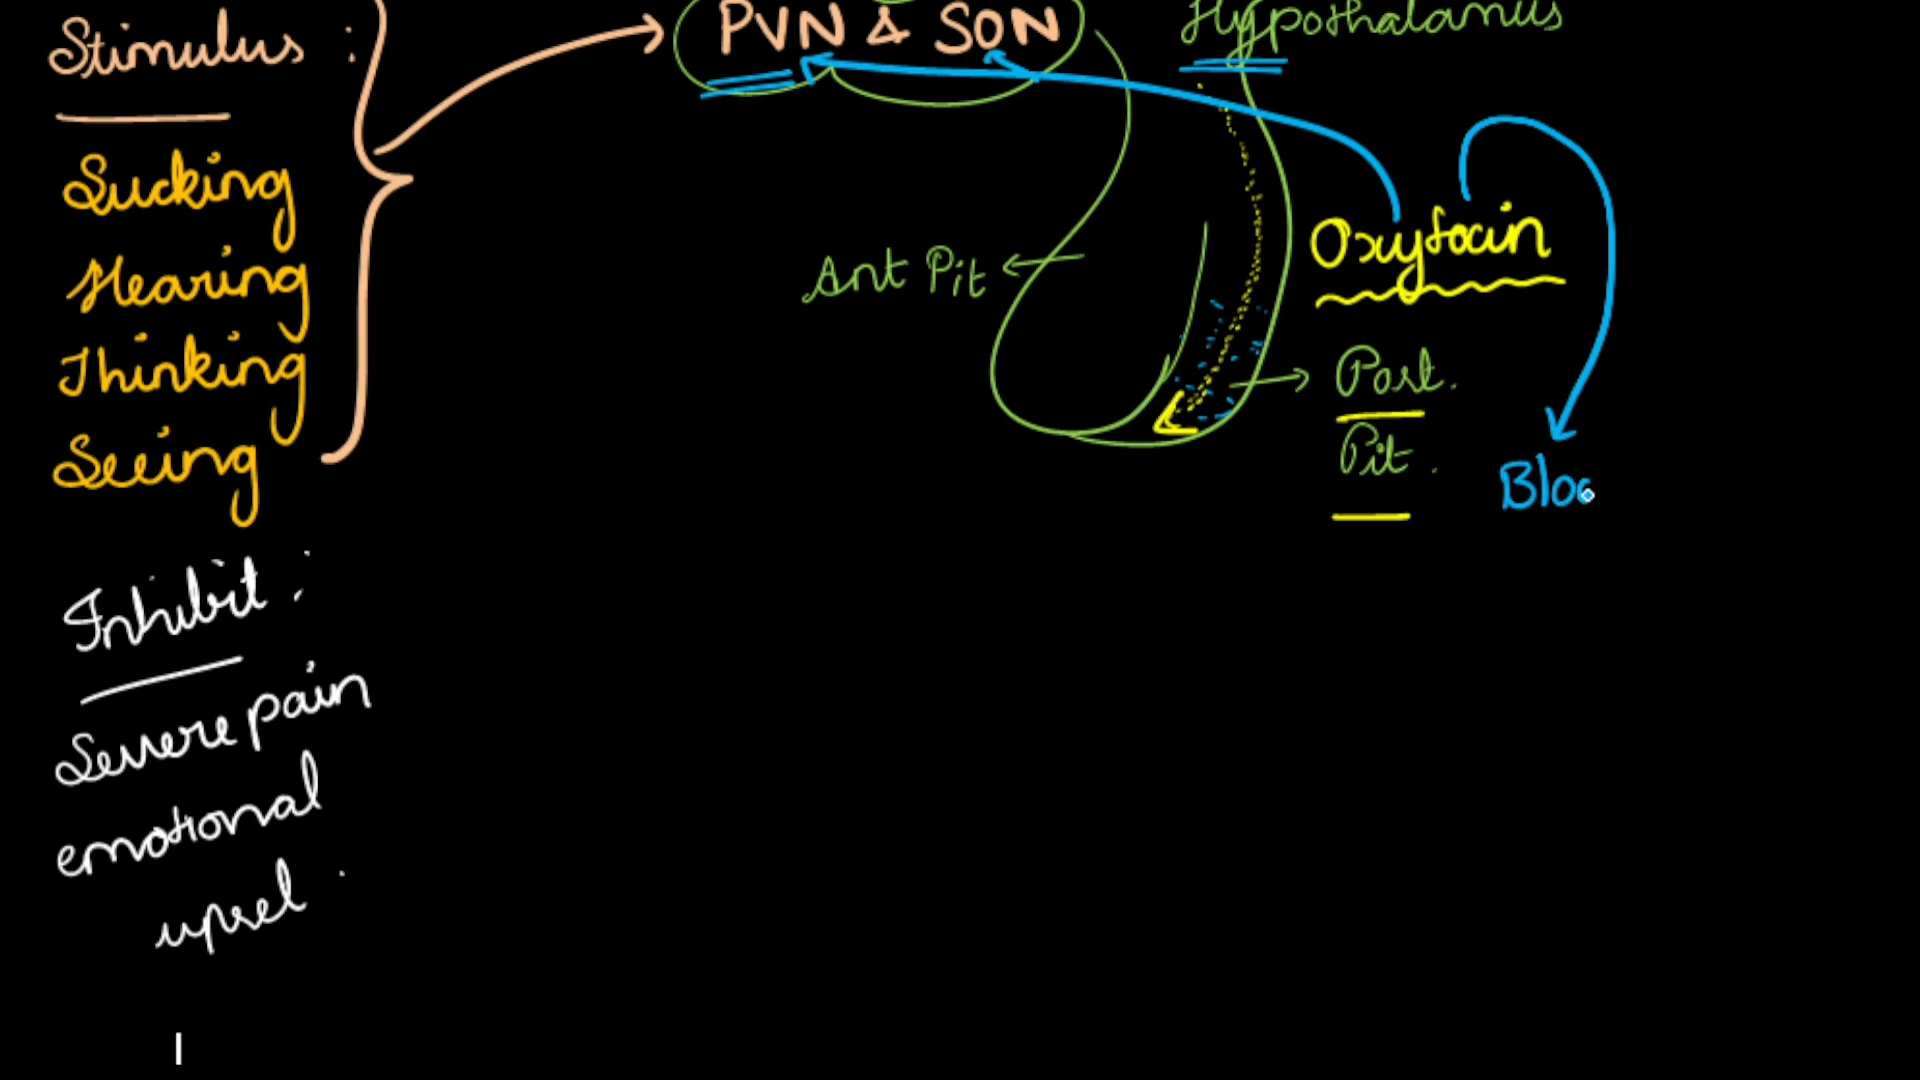 Stimulus :
Sucking
Hearing
Thinking
Seeing
Inhibit :
Severe pain
emotional
upset .
PVN & SON
Hypothalamus
Ant Pit
Oxytocin
Post.
Pit .
Bloo